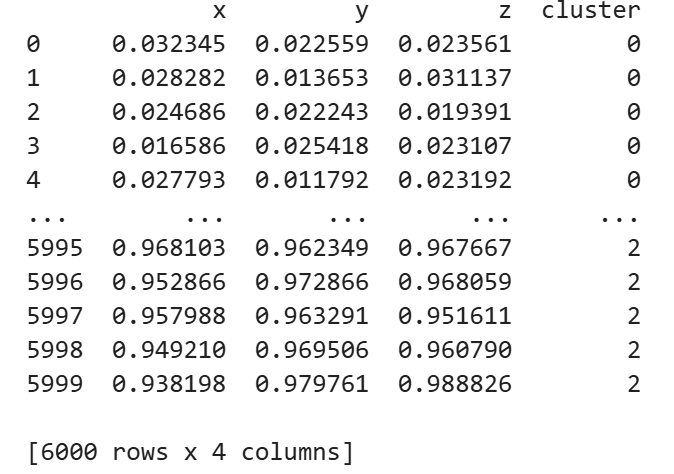 x y z cluster
0 0.032345 0.022559 0.023561 0
1 0.028282 0.013653 0.031137 0
2 0.024686 0.022243 0.019391 0
3 0.016586 0.025418 0.023107 0
4 0.027793 0.011792 0.023192 0
... ... ... ... ...
5995 0.968103 0.962349 0.967667 2
5996 0.952866 0.972866 0.968059 2
5997 0.957988 0.963291 0.951611 2
5998 0.949210 0.969506 0.960790 2
5999 0.938198 0.979761 0.988826 2
[6000 rows x 4 columns]